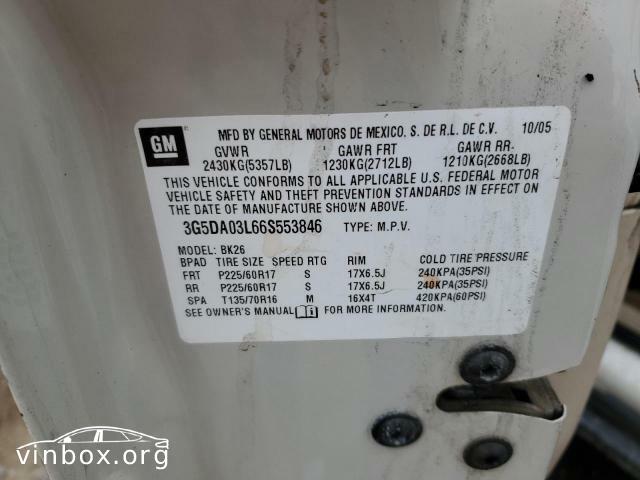 GM
MFD BY GENERAL MOTORS DE MEXICO. S. DE R.L. DE C.V. 10/05
GVWR GAWR FRT GAWR RR
2430KG(5357LB) 1230KG(2712LB) 1210KG(2668LB)
THIS VEHICLE CONFORMS TO ALL APPLICABLE U.S. FEDERAL MOTOR
VEHICLE SAFETY AND THEFT PREVENTION STANDARDS IN EFFECT ON
THE DATE OF MANUFACTURE SHOWN ABOVE.
3G5DA03L66S553846 TYPE: M.P.V.
MODEL: BK26
BPAD TIRE SIZE SPEED RTG RIM COLD TIRE PRESSURE
FRT P225/60R17 S 17X6.5J 240KPA(35PSI)
RR P225/60R17 S 17X6.5J 240KPA(35PSI)
SPA T135/70R16 M 16X4T 420KPA(60PSI)
SEE OWNER'S MANUAL i FOR MORE INFORMATION.
vinbox.org